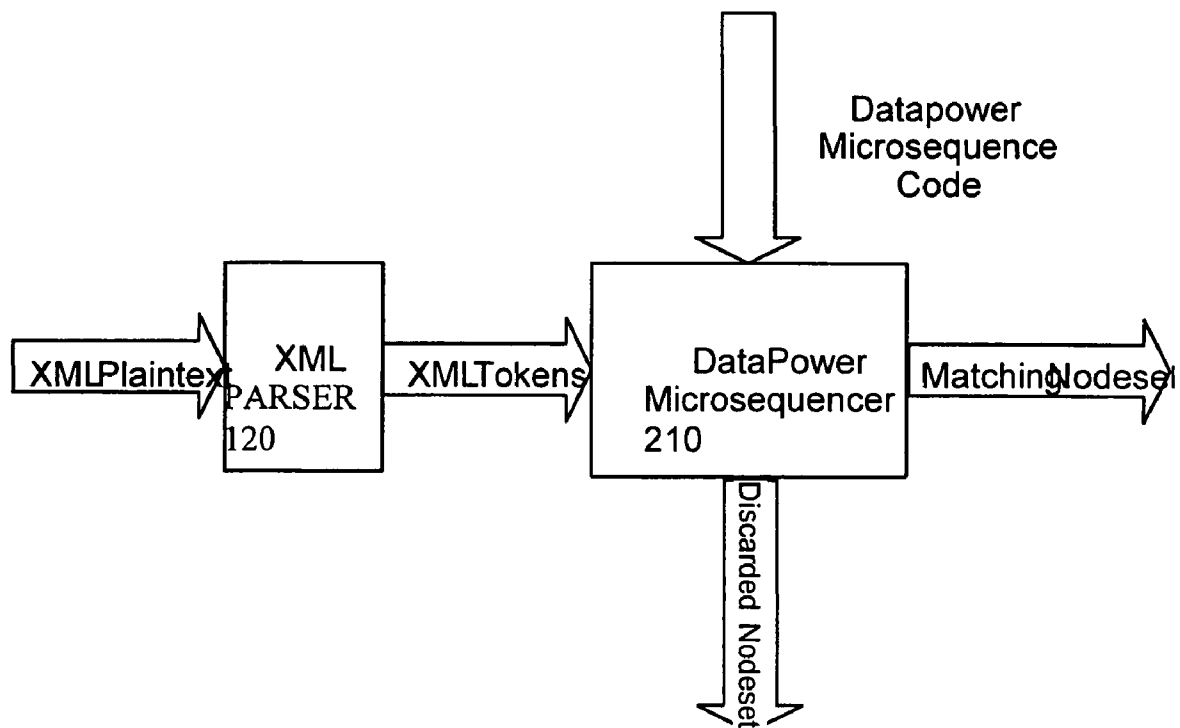 Datapower
Microsequence
Code
XMLPlaintext
XML
PARSER
120
XMLTokens
DataPower
Microsequencer
210
MatchingNodeset
Discarded Nodeset